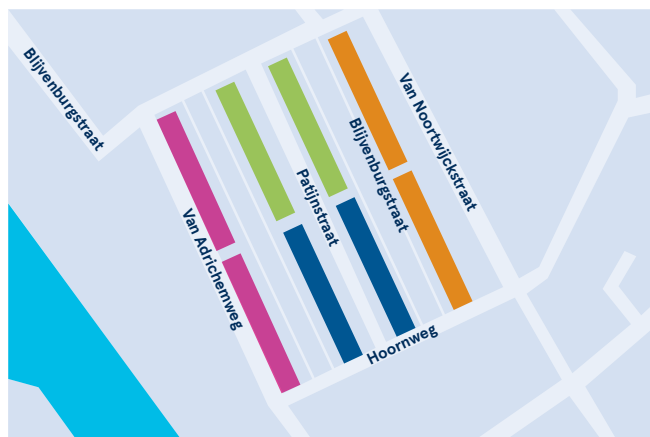 Blijvenburgstraat
Van Noortwijckstraat
Blijvenburgstraat
Patijnstraat
Van Adrichemweg
Hoornweg